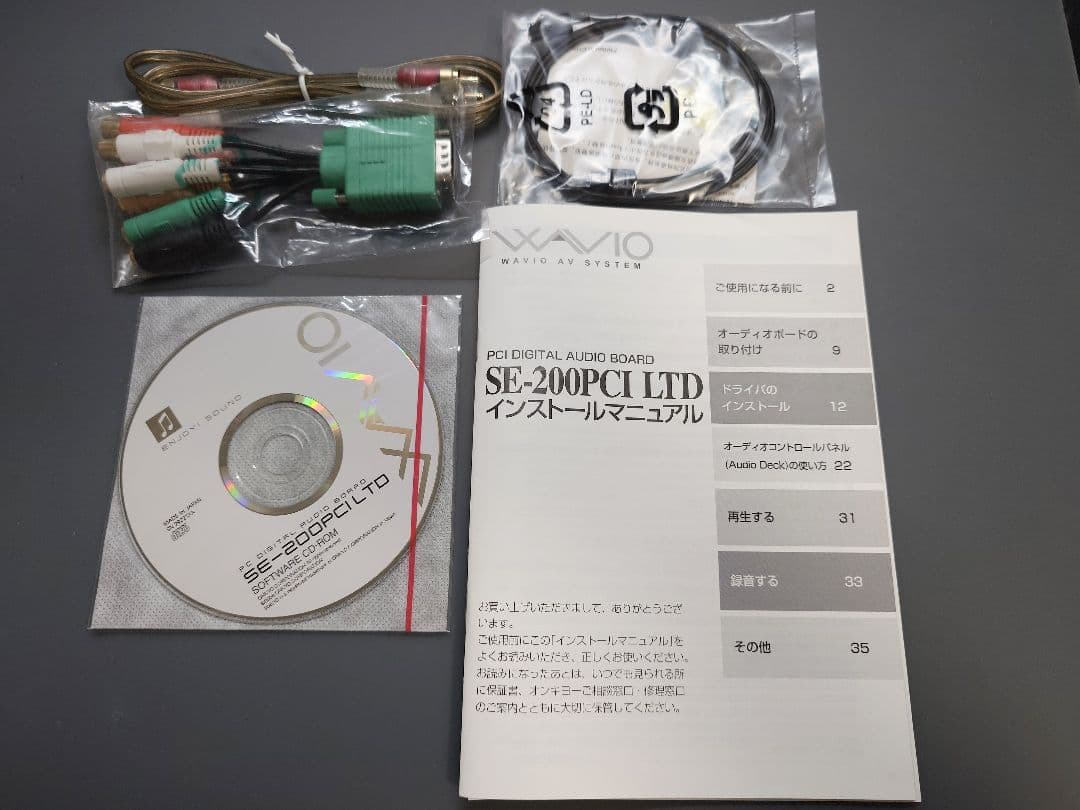 04
PE-LD
PE
WAVIO
WAVIO AV SYSTEM
PCI DIGITAL AUDIO BOARD
SE-200PCI LTD
インストールマニュアル
ご使用になる前に 2
オーディオボードの
取り付け 9
ドライバの
インストール 12
オーディオコントロールパネル
(Audio Deck)の使い方 22
再生する 31
録音する 33
その他 35
お買い上げいただきまして、ありがとうござ
います。
ご使用前にこの「インストールマニュアル」を
よくお読みいただき、正しくお使いください。
お読みになったあとは、いつでも見られる所
に保証書、オンキヨーご相談窓口・修理窓口
のご案内とともに大切に保管してください。
ENJOY! SOUND
MADE IN JAPAN
PC DIGITAL AUDIO BOARD
SE-200PCI LTD
SOFTWARE CD-ROM